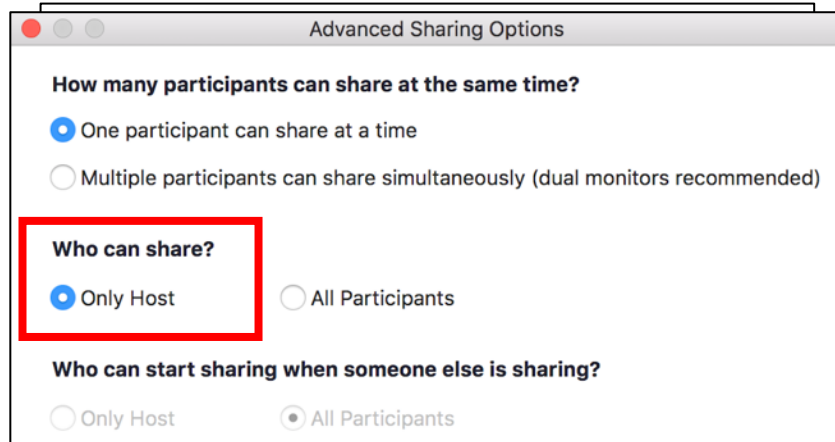 Advanced Sharing Options
How many participants can share at the same time?
One participant can share at a time
Multiple participants can share simultaneously (dual monitors recommended)
Who can share?
Only Host All Participants
Who can start sharing when someone else is sharing?
Only Host All Participants